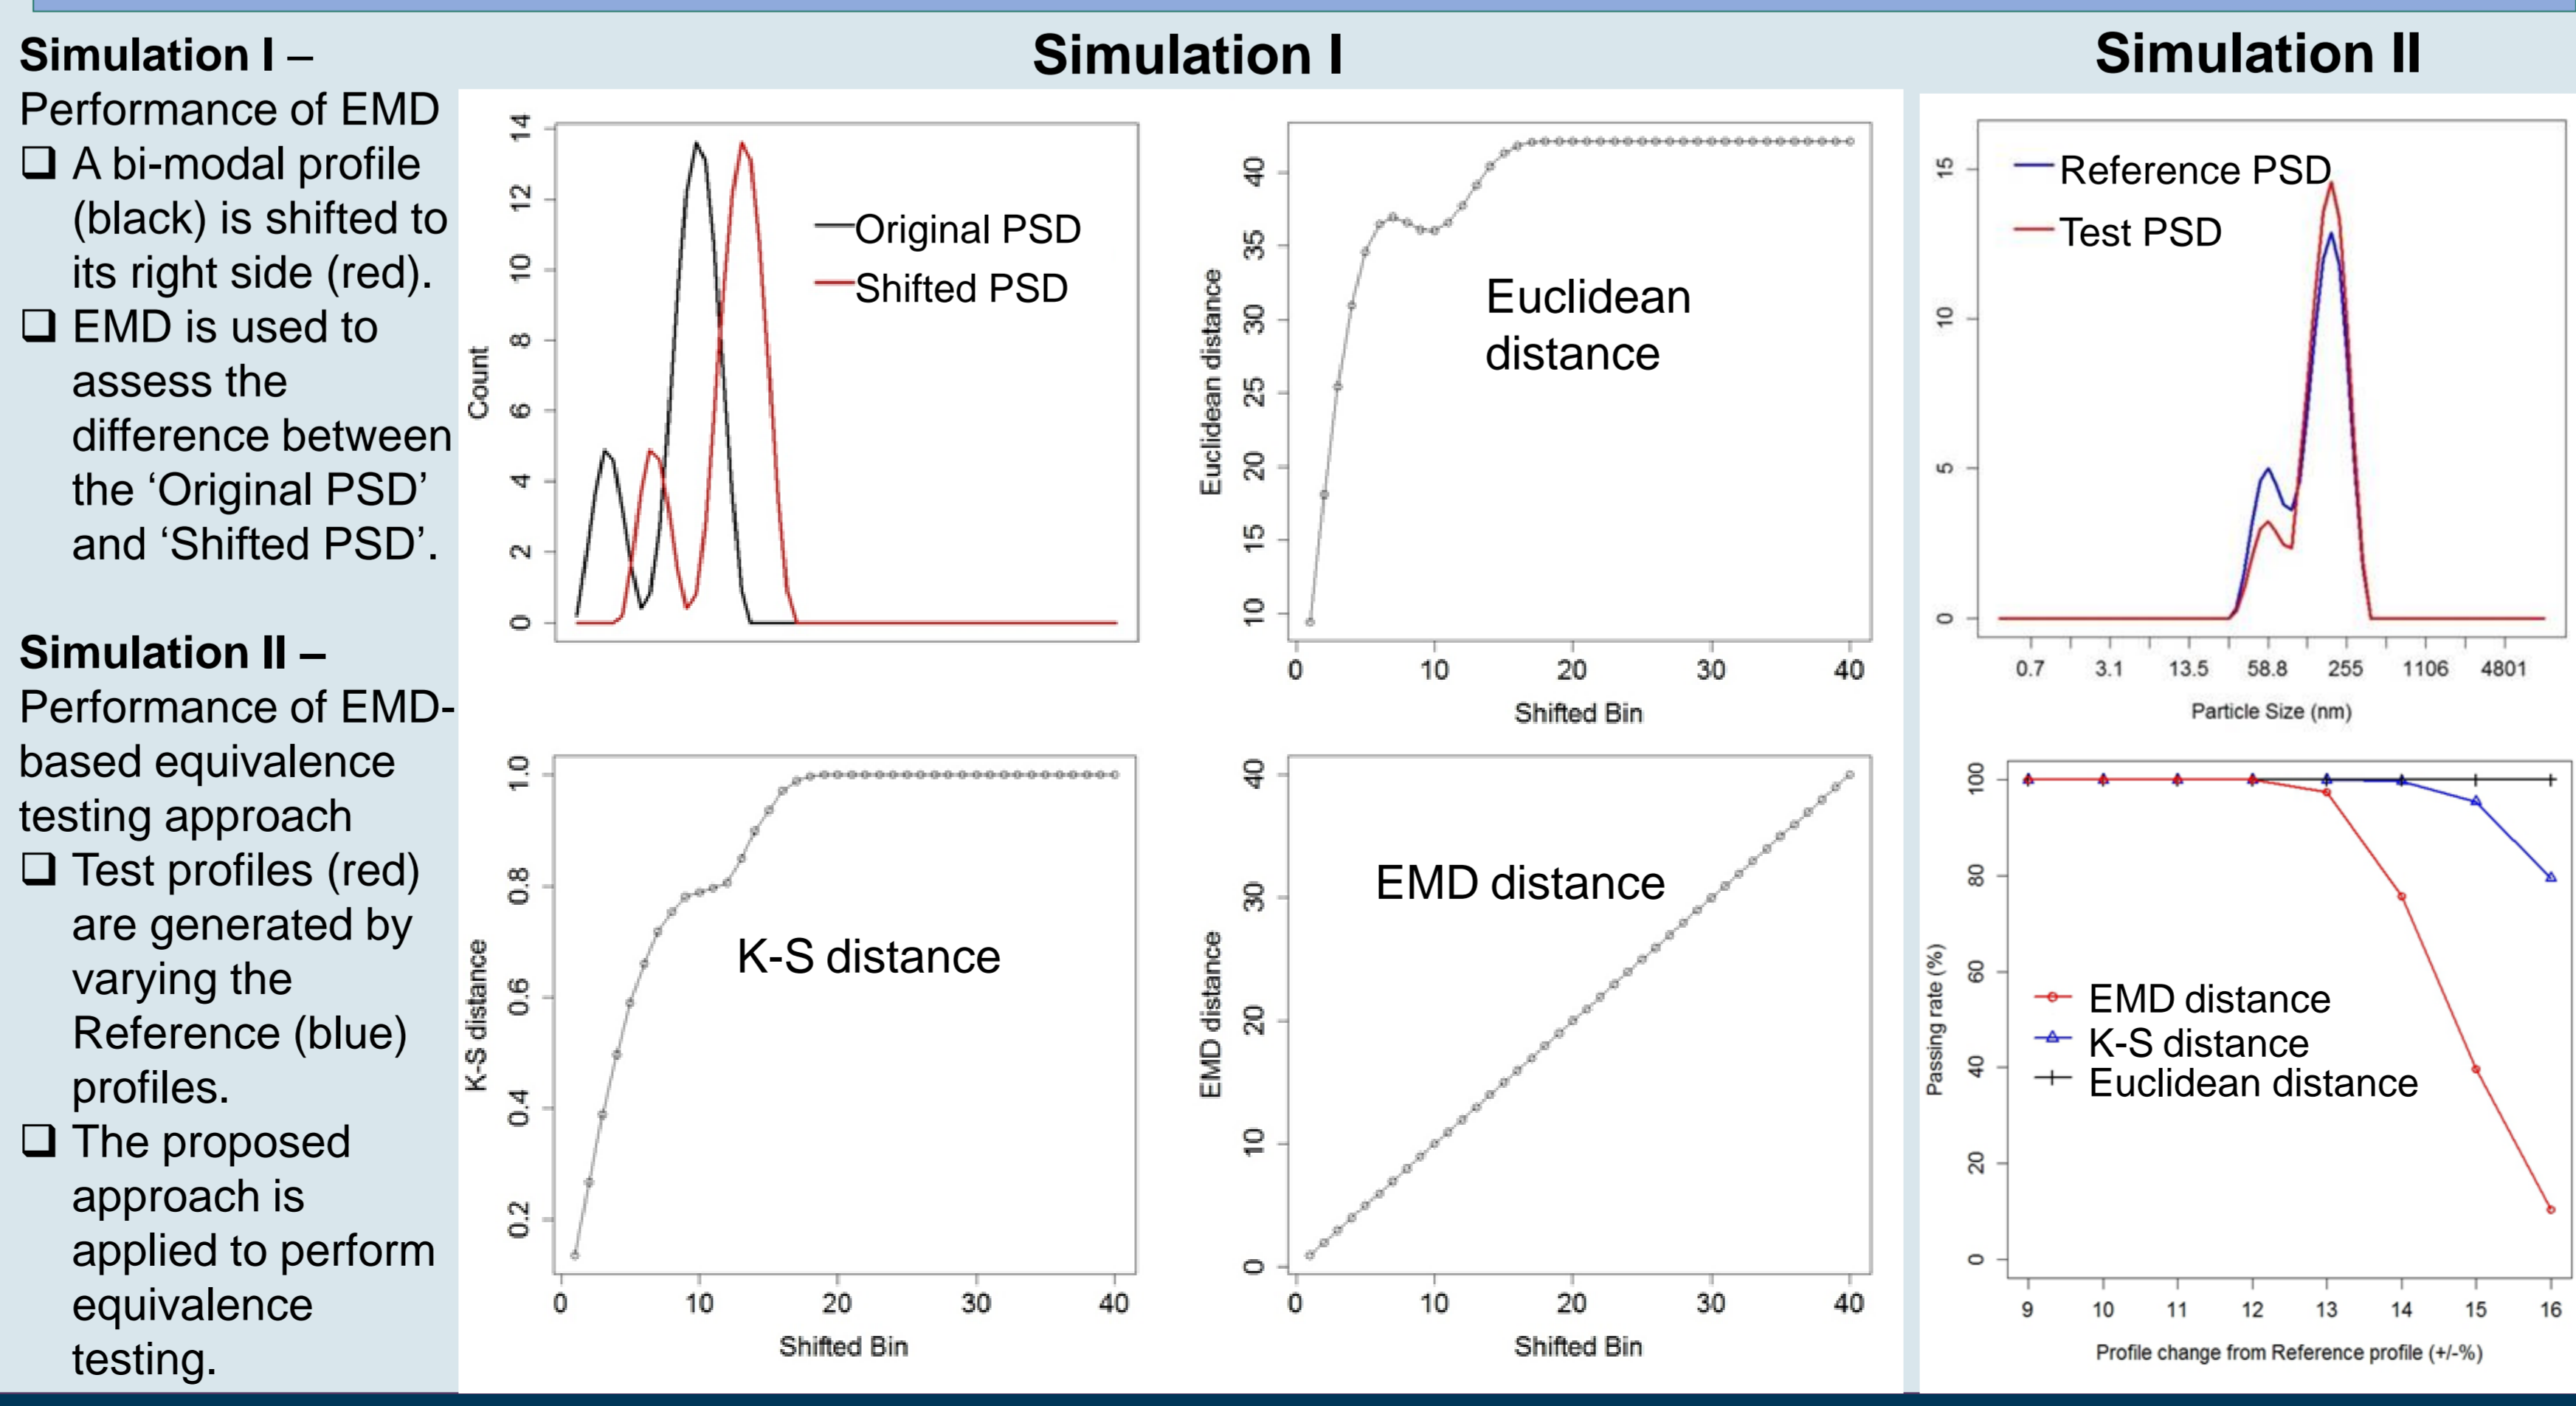 Simulation I –
Performance of EMD
❑ A bi-modal profile
(black) is shifted to
its right side (red).
❑ EMD is used to
assess the
difference between
the ‘Original PSD’
and ‘Shifted PSD’.
Simulation II –
Performance of EMD-
based equivalence
testing approach
❑ Test profiles (red)
are generated by
varying the
Reference (blue)
profiles.
❑ The proposed
approach is
applied to perform
equivalence
testing.
Simulation I
Count
0 2 4 6 8 10 12 14
Original PSD
Shifted PSD
Euclidean distance
10 15 20 25 30 35 40
Euclidean
distance
0 10 20 30 40
Shifted Bin
K-S distance
0.2 0.4 0.6 0.8 1.0
K-S distance
0 10 20 30 40
Shifted Bin
EMD distance
0 10 20 30 40
EMD distance
0 10 20 30 40
Shifted Bin
Simulation II
0 5 10 15
Reference PSD
Test PSD
0.7 3.1 13.5 58.8 255 1106 4801
Particle Size (nm)
Passing rate (%)
0 20 40 60 80 100
EMD distance
K-S distance
Euclidean distance
9 10 11 12 13 14 15 16
Profile change from Reference profile (+/-%)